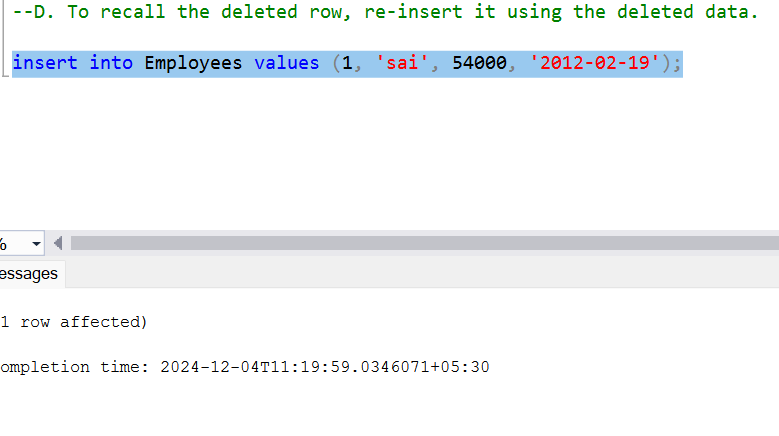 --D. To recall the deleted row, re-insert it using the deleted data.
insert into Employees values (1, 'sai', 54000, '2012-02-19');
%
essages
1 row affected)
ompletion time: 2024-12-04T11:19:59.0346071+05:30